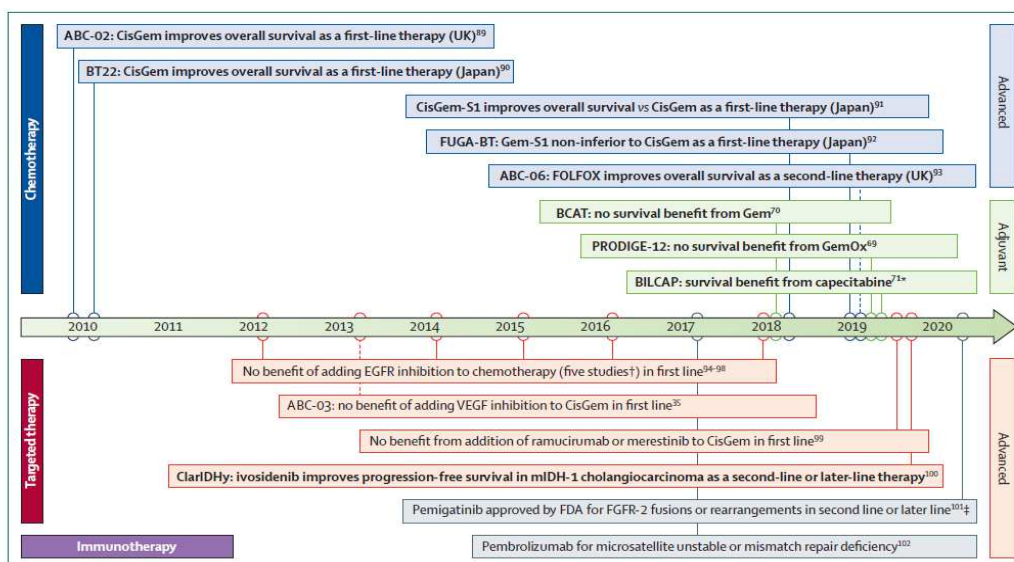 ABC-02: CisGem improves overall survival as a first-line therapy (UK)⁸⁹
BT22: CisGem improves overall survival as a first-line therapy (Japan)⁹⁰
CisGem-S1 improves overall survival vs CisGem as a first-line therapy (Japan)⁹¹
FUGA-BT: Gem-S1 non-inferior to CisGem as a first-line therapy (Japan)⁹²
ABC-06: FOLFOX improves overall survival as a second-line therapy (UK)⁹³
BCAT: no survival benefit from Gem⁷⁰
PRODIGE-12: no survival benefit from GemOx⁶⁹
BILCAP: survival benefit from capecitabine⁷¹*
Chemotherapy
Advanced
Adjuvant
2010 2011 2012 2013 2014 2015 2016 2017 2018 2019 2020
No benefit of adding EGFR inhibition to chemotherapy (five studies†) in first line⁹⁴⁻⁹⁸
ABC-03: no benefit of adding VEGF inhibition to CisGem in first line³⁵
No benefit from addition of ramucirumab or merestinib to CisGem in first line⁹⁹
ClarIDHy: ivosidenib improves progression-free survival in mIDH-1 cholangiocarcinoma as a second-line or later-line therapy¹⁰⁰
Pemigatinib approved by FDA for FGFR-2 fusions or rearrangements in second line or later line¹⁰¹‡
Pembrolizumab for microsatellite unstable or mismatch repair deficiency¹⁰²
Targeted therapy
Immunotherapy
Advanced